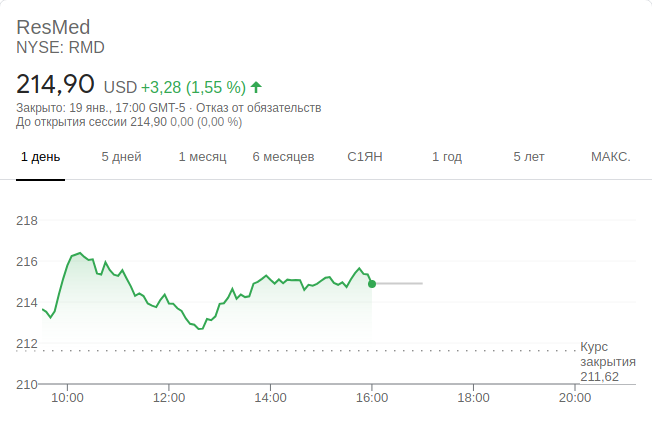 ResMed
NYSE: RMD
214,90 USD +3,28 (1,55 %)
Закрыто: 19 янв., 17:00 GMT-5 · Отказ от обязательств
До открытия сессии 214,90 0,00 (0,00 %)
1 день 5 дней 1 месяц 6 месяцев С1ЯН 1 год 5 лет МАКС.
218
216
214
212
Курс
закрытия
211,62
210
10:00 12:00 14:00 16:00 18:00 20:00